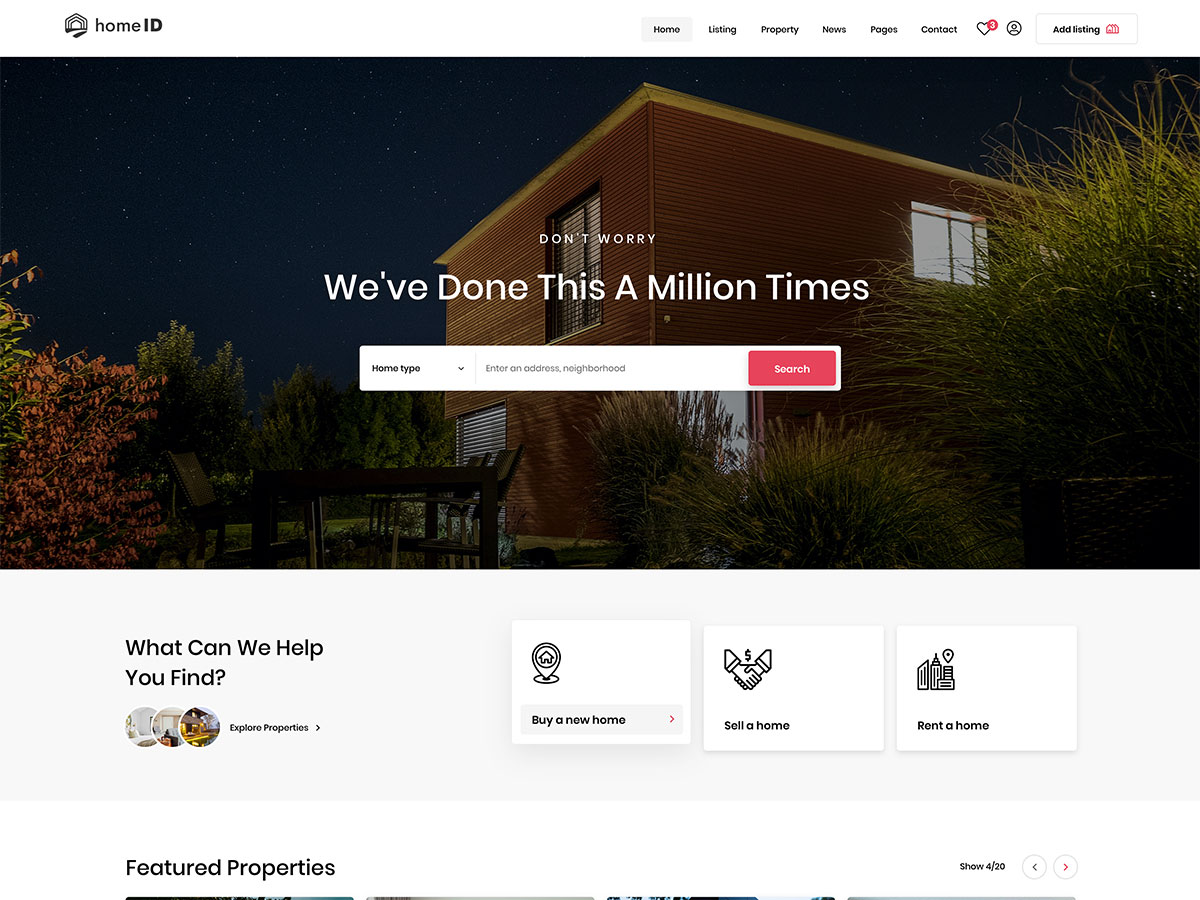 homeID
Home
Listing
Property
News
Pages
Contact
3
Add listing
DON'T WORRY
We've Done This A Million Times
Home type
Enter an address, neighborhood
Search
What Can We Help
You Find?
Explore Properties
Buy a new home
Sell a home
Rent a home
Featured Properties
Show 4/20